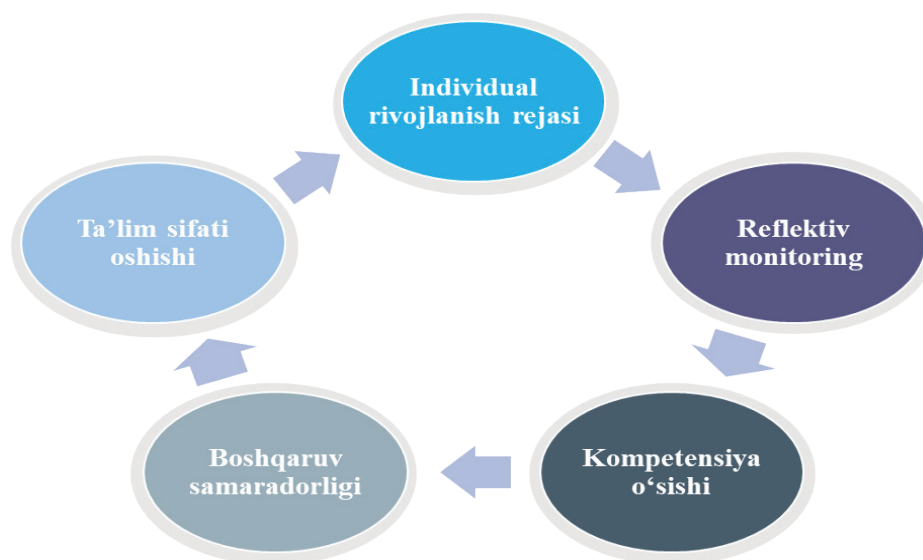 Individual
rivojlanish rejasi
Reflektiv
monitoring
Kompetensiya
o‘sishi
Boshqaruv
samaradorligi
Ta’lim sifati
oshishi